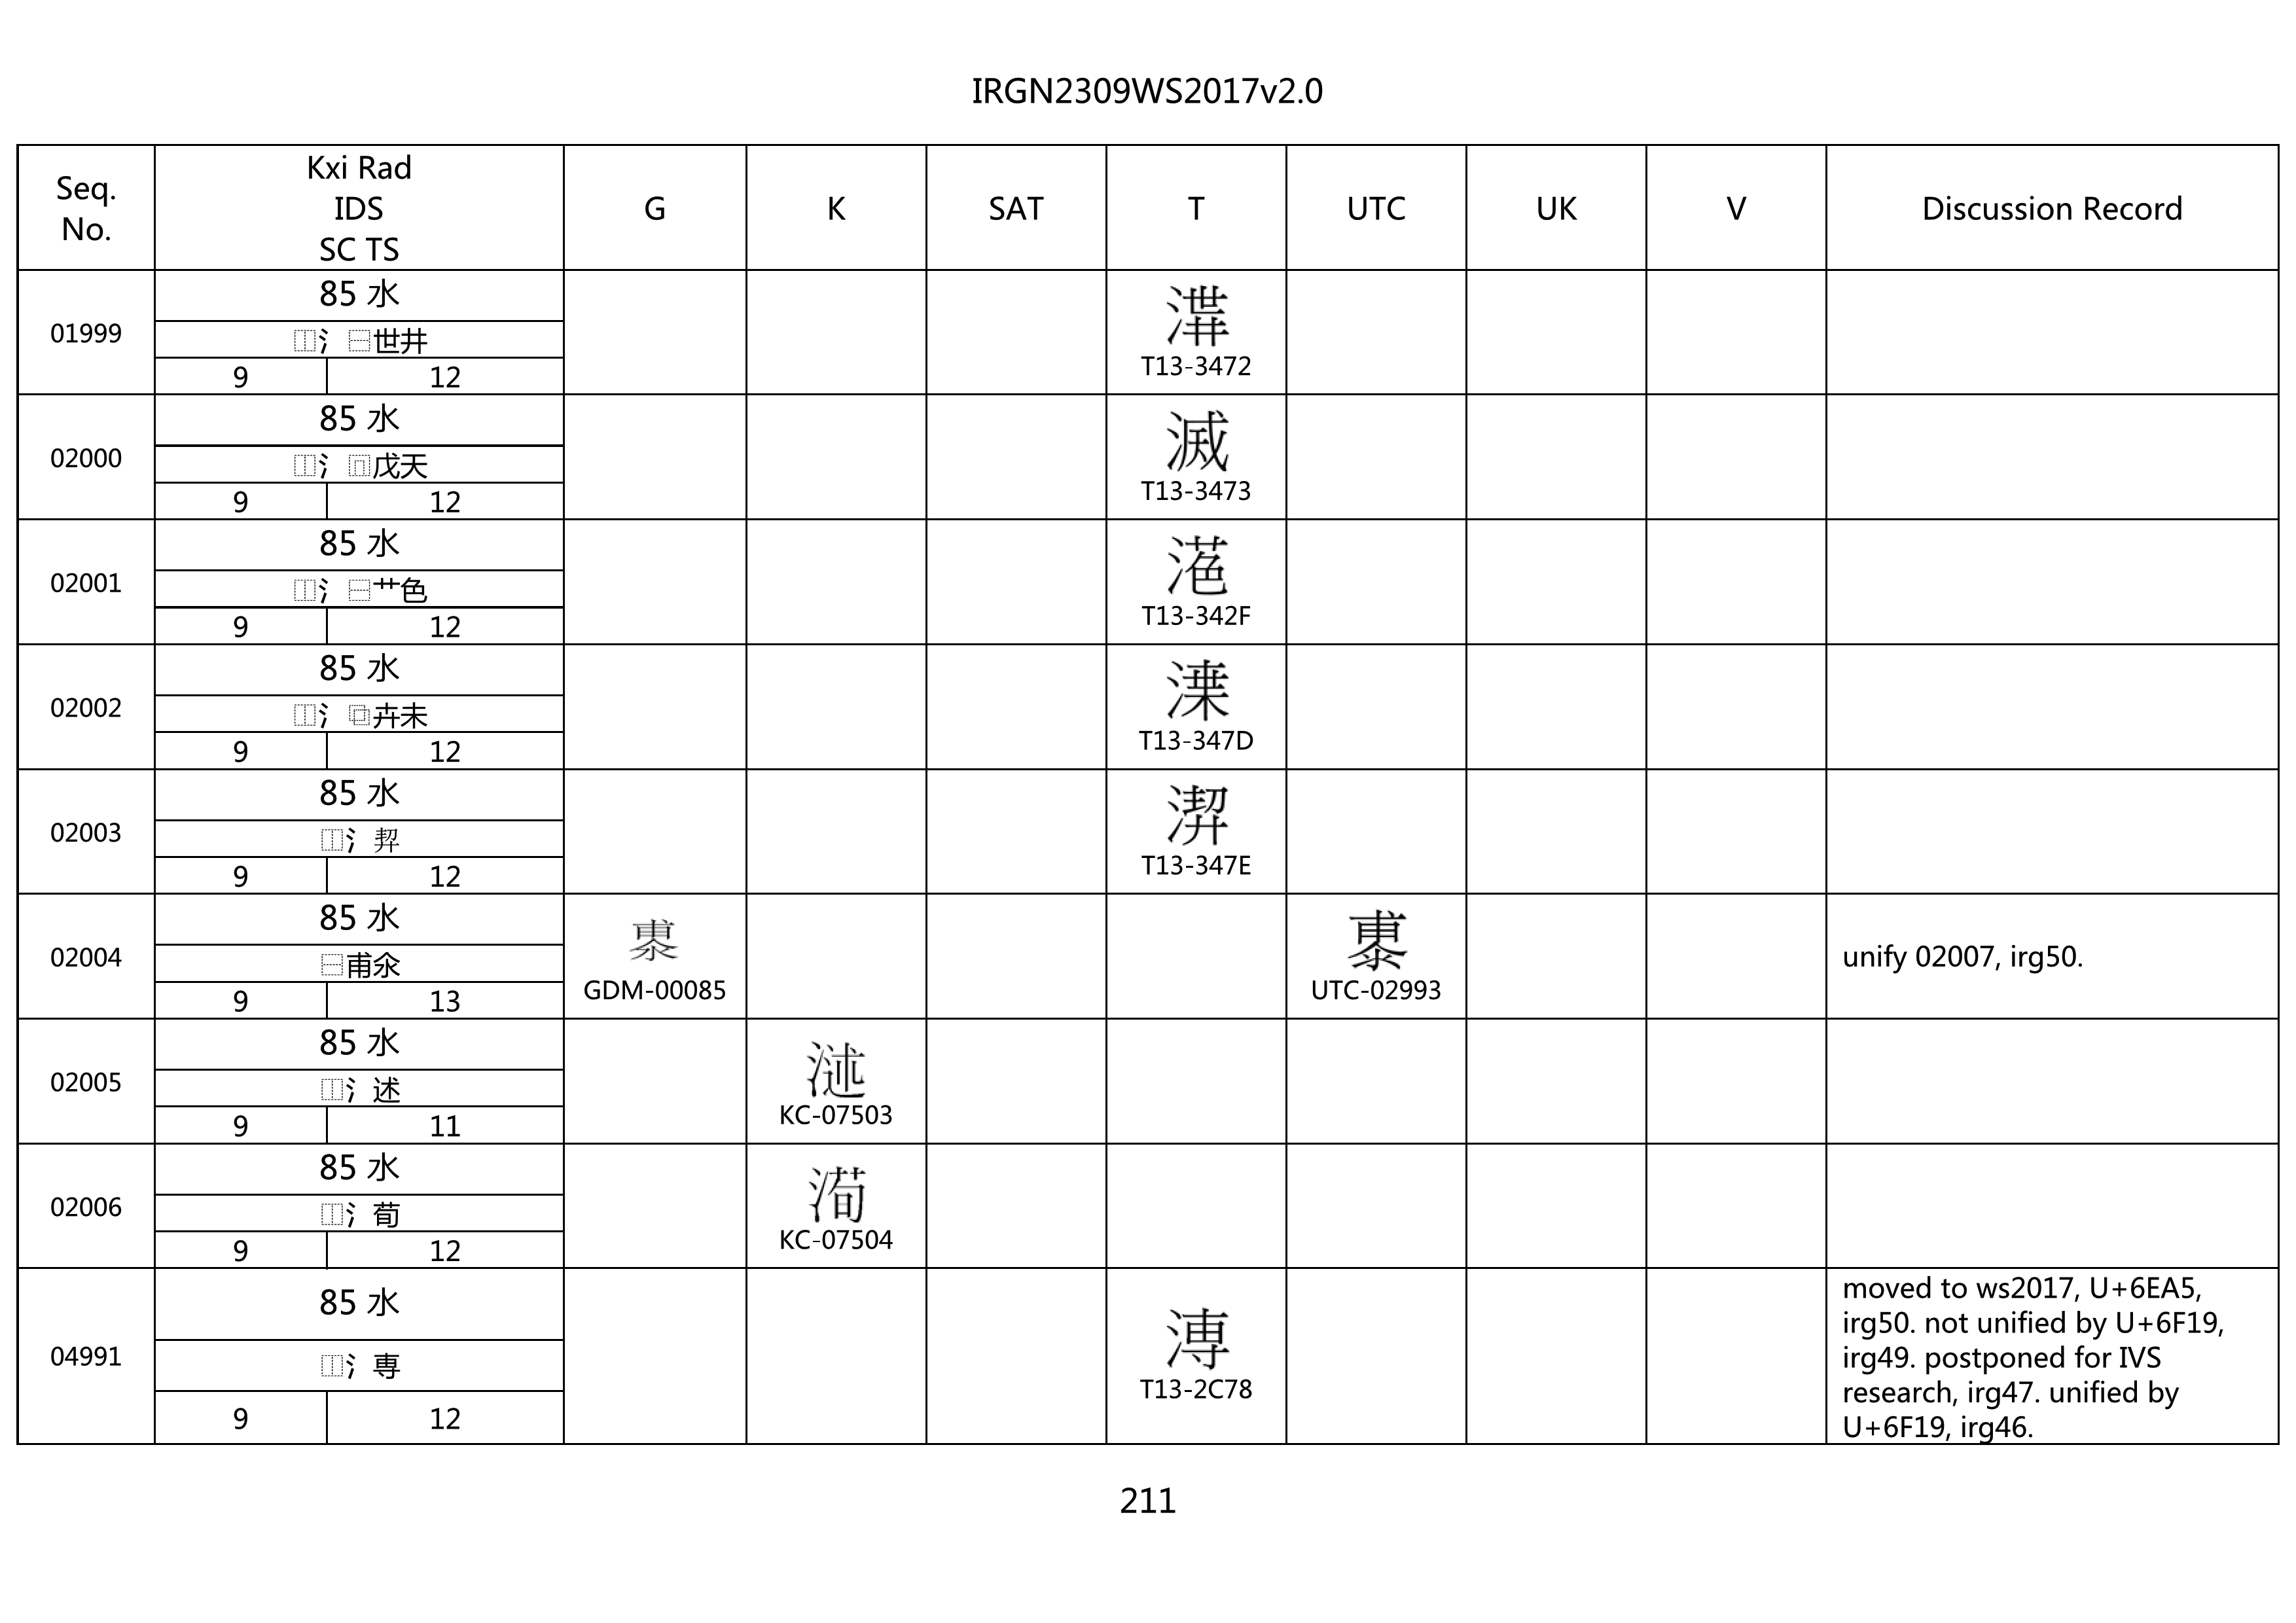 IRGN2309WS2017v2.0
Seq. No.
Kxi Rad
IDS
SC TS
G K SAT T UTC UK V Discussion Record
01999
85 水
⿰氵⿱世井
9 12
T13-3472
02000
85 水
⿰氵⿵戊天
9 12
T13-3473
02001
85 水
⿰氵⿱艹色
9 12
T13-342F
02002
85 水
⿰氵⿻卉未
9 12
T13-347D
02003
85 水
⿰氵
9 12
T13-347E
02004
85 水
⿱甫氽
9 13
GDM-00085
UTC-02993
unify 02007, irg50.
02005
85 水
⿰氵述
9 11
KC-07503
02006
85 水
⿰氵荀
9 12
KC-07504
04991
85 水
⿰氵専
9 12
T13-2C78
moved to ws2017, U+6EA5,
irg50. not unified by U+6F19,
irg49. postponed for IVS
research, irg47. unified by
U+6F19, irg46.
211